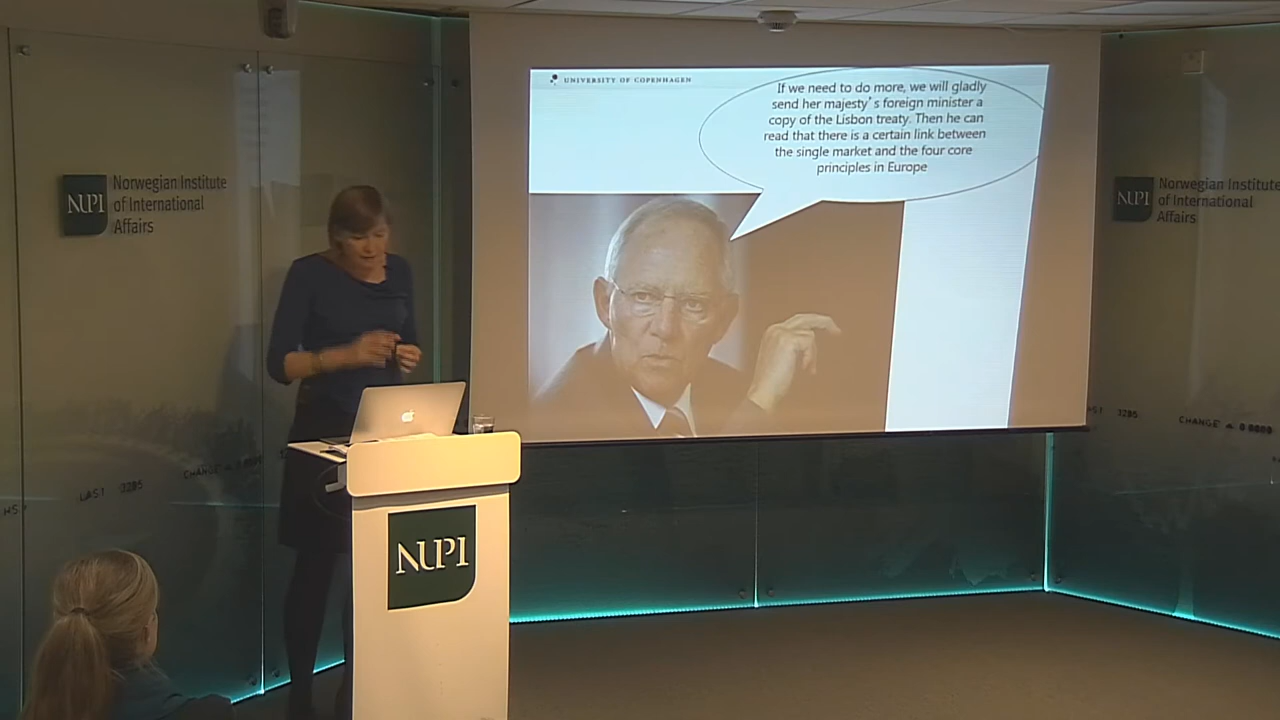 UNIVERSITY OF COPENHAGEN
If we need to do more, we will gladly
send her majesty's foreign minister a
copy of the Lisbon treaty. Then he can
read that there is a certain link between
the single market and the four core
principles in Europe
NUPI
Norwegian Institute
of International
Affairs
NUPI
Norwegian Institute
of International
Affairs
LAST 3285
CHANGE
3285
CHANGE
NUPI